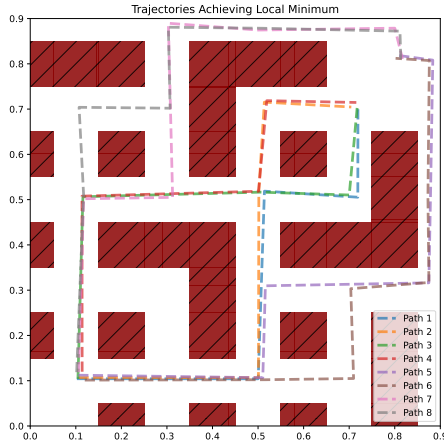 Trajectories Achieving Local Minimum
0.9
0.8
0.7
0.6
0.5
0.4
0.3
0.2
0.1
0.0
Path 1
Path 2
Path 3
Path 4
Path 5
Path 6
Path 7
Path 8
0.0 0.1 0.2 0.3 0.4 0.5 0.6 0.7 0.8 0.9